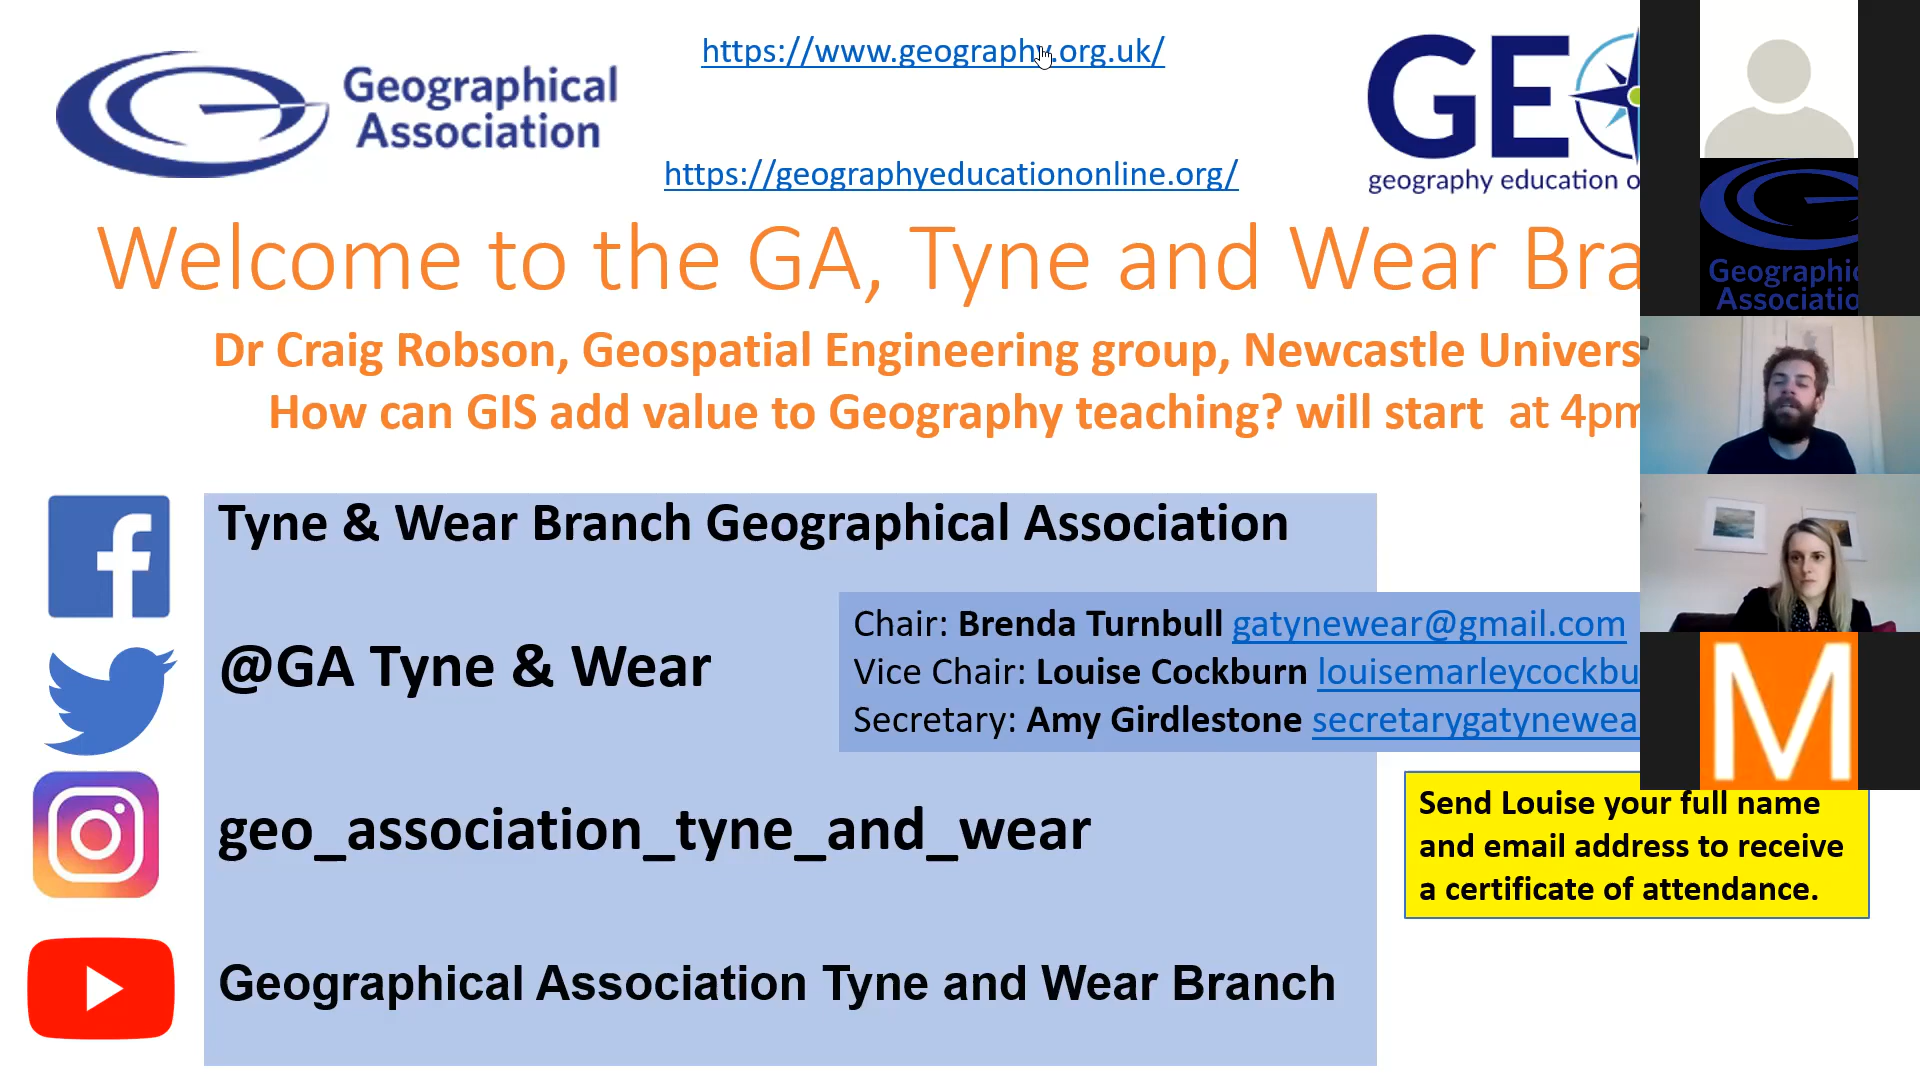 https://www.geography.org.uk/
Geographical
Association
GE
geography education
https://geographyeducationonline.org/
Welcome to the GA, Tyne and Wear Bra
Dr Craig Robson, Geospatial Engineering group, Newcastle Univers
How can GIS add value to Geography teaching? will start at 4pm
Tyne & Wear Branch Geographical Association
@GA Tyne & Wear
Chair: Brenda Turnbull gatynewear@gmail.com
Vice Chair: Louise Cockburn louisemarleycockbu
Secretary: Amy Girdlestone secretarygatynewea
geo_association_tyne_and_wear
Geographical Association Tyne and Wear Branch
Send Louise your full name
and email address to receive
a certificate of attendance.
Geographic
Associatio
M